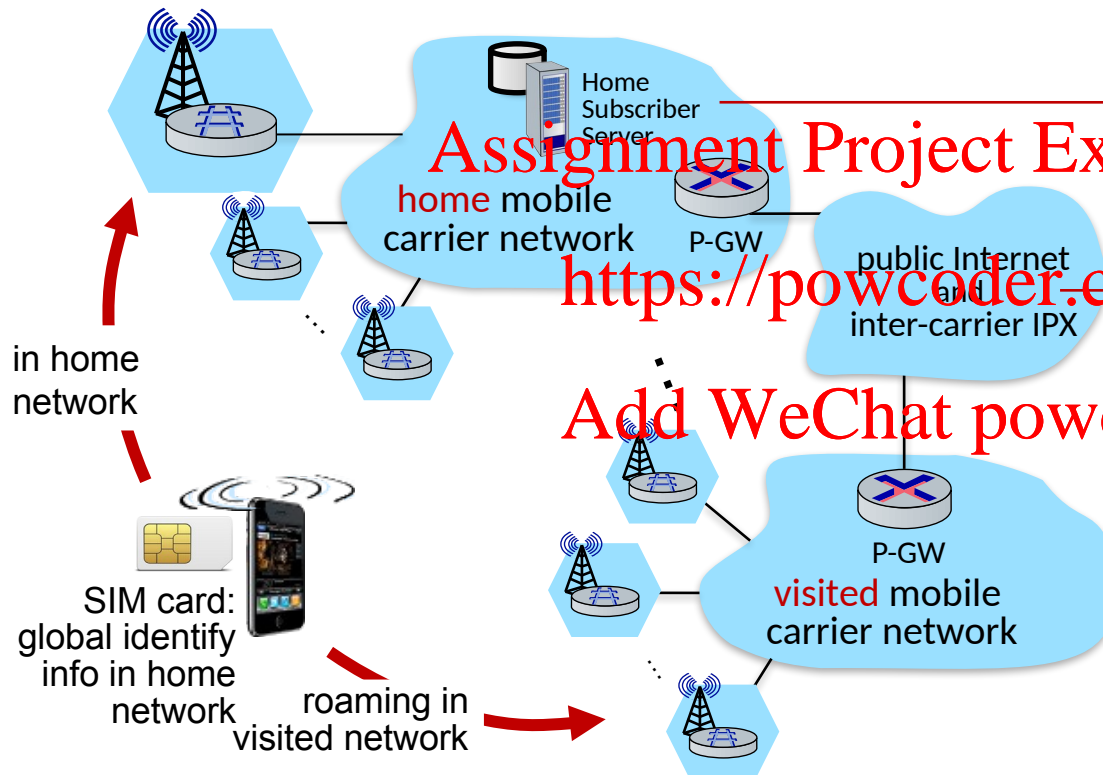 Home
Subscriber
Server
Assignment Project Ex
home mobile
carrier network
P-GW
public Internet
and
inter-carrier IPX
https://powcoder.c
in home
network
Add WeChat powc
P-GW
visited mobile
carrier network
SIM card:
global identify
info in home
network
roaming in
visited network